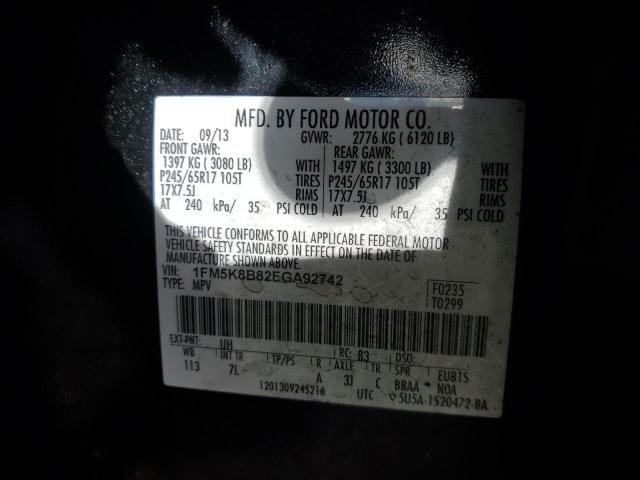 MFD. BY FORD MOTOR CO.
DATE: 09/13 GVWR: 2776 KG ( 6120 LB)
FRONT GAWR: REAR GAWR:
1397 KG ( 3080 LB) WITH 1497 KG ( 3300 LB) WITH
P245/65R17 105T TIRES P245/65R17 105T TIRES
17X7.5J RIMS 17X7.5J RIMS
AT 240 kPa/ 35 PSI COLD AT 240 kPa/ 35 PSI COLD
THIS VEHICLE CONFORMS TO ALL APPLICABLE FEDERAL MOTOR
VEHICLE SAFETY STANDARDS IN EFFECT ON THE DATE OF
MANUFACTURE SHOWN ABOVE.
VIN: 1FM5K8B82EGA92742
TYPE: MPV
F0235
T0299
EXT PNT: UH RC: 83 DSO:
WB INT TR TP/PS R AXLE TR SPR EUB1S
113 7L A 3J C BBAA NOA
1201309245216 UTC 5U5A-1520472-BA